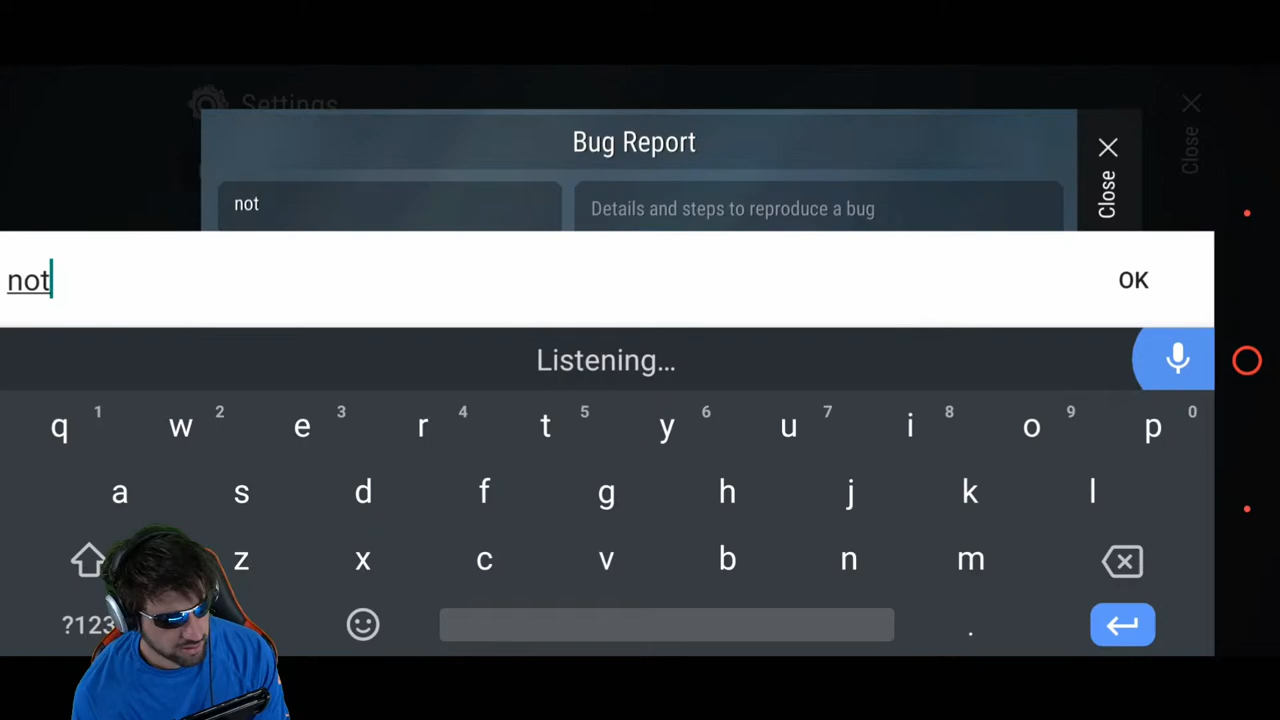 Settings
Bug Report
Close
Close
not
Details and steps to reproduce a bug
not
OK
Listening…
1 2 3 4 5 6 7 8 9 0
q w e r t y u i o p
a s d f g h j k l
z x c v b n m
?123 .